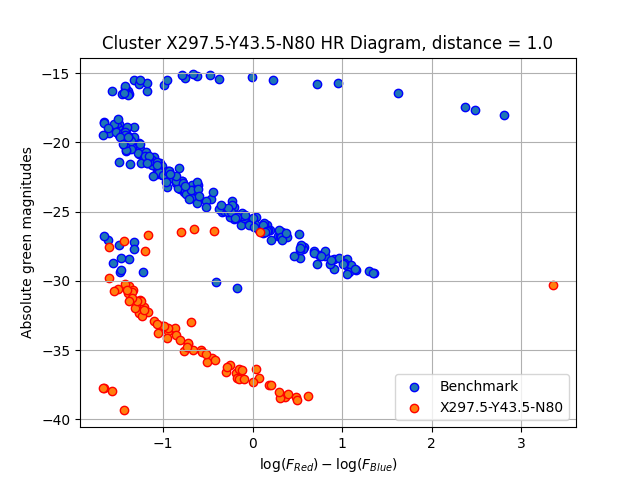 Cluster X297.5-Y43.5-N80 HR Diagram, distance = 1.0
Absolute green magnitudes
−15
−20
−25
−30
−35
−40
−1
0
1
2
3
log(F_Red) − log(F_Blue)
Benchmark
X297.5-Y43.5-N80